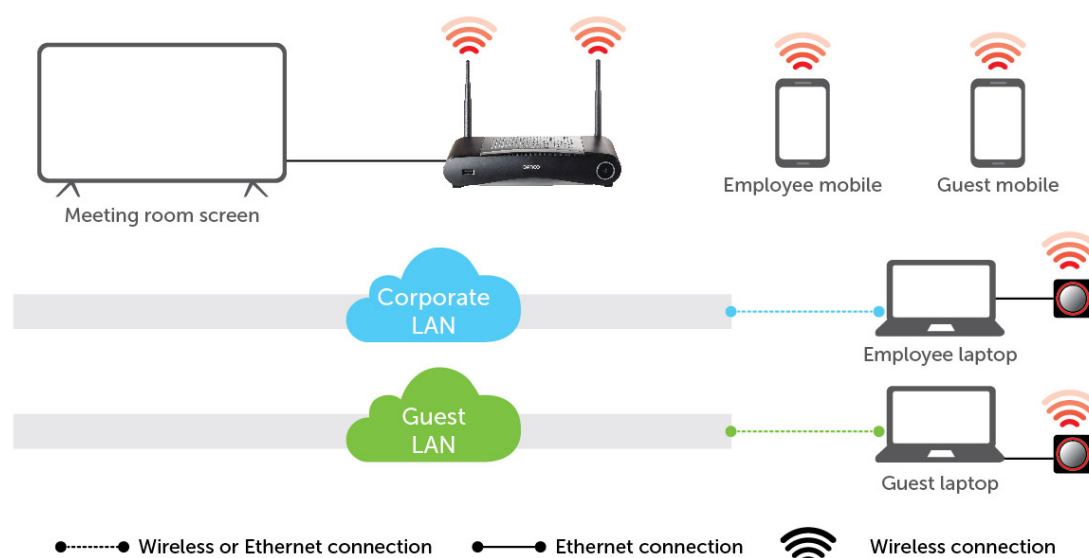 Meeting room screen
Employee mobile
Guest mobile
Corporate
LAN
Employee laptop
Guest
LAN
Guest laptop
Wireless or Ethernet connection
Ethernet connection
Wireless connection